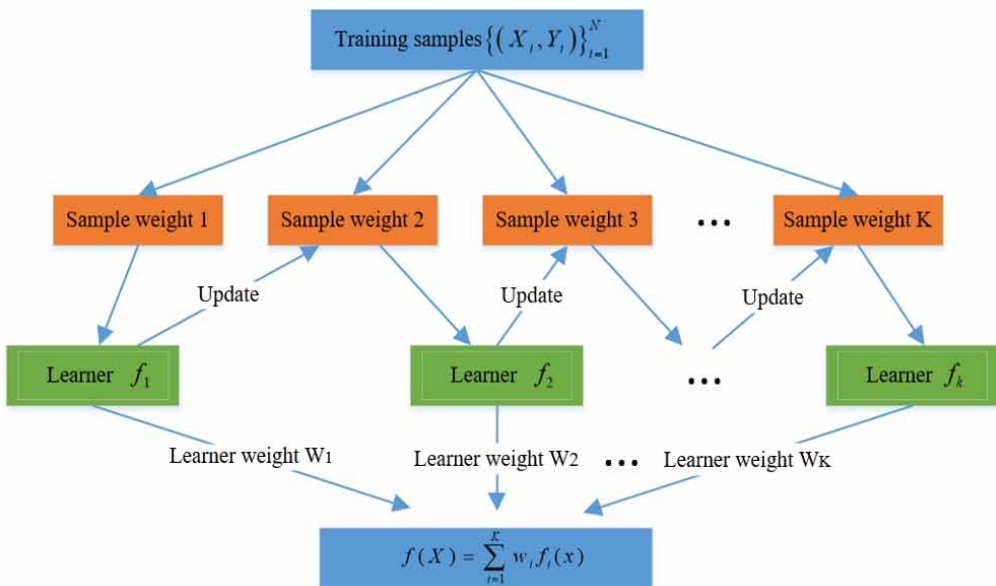 Training samples {(X_i, Y_i)}_{i=1}^{N}
Sample weight 1
Sample weight 2
Sample weight 3
...
Sample weight K
Update
Update
Update
Learner f_1
Learner f_2
...
Learner f_k
Learner weight W1
Learner weight W2
...
Learner weight WK
f(X) = \sum_{i=1}^{K} w_i f_i(x)